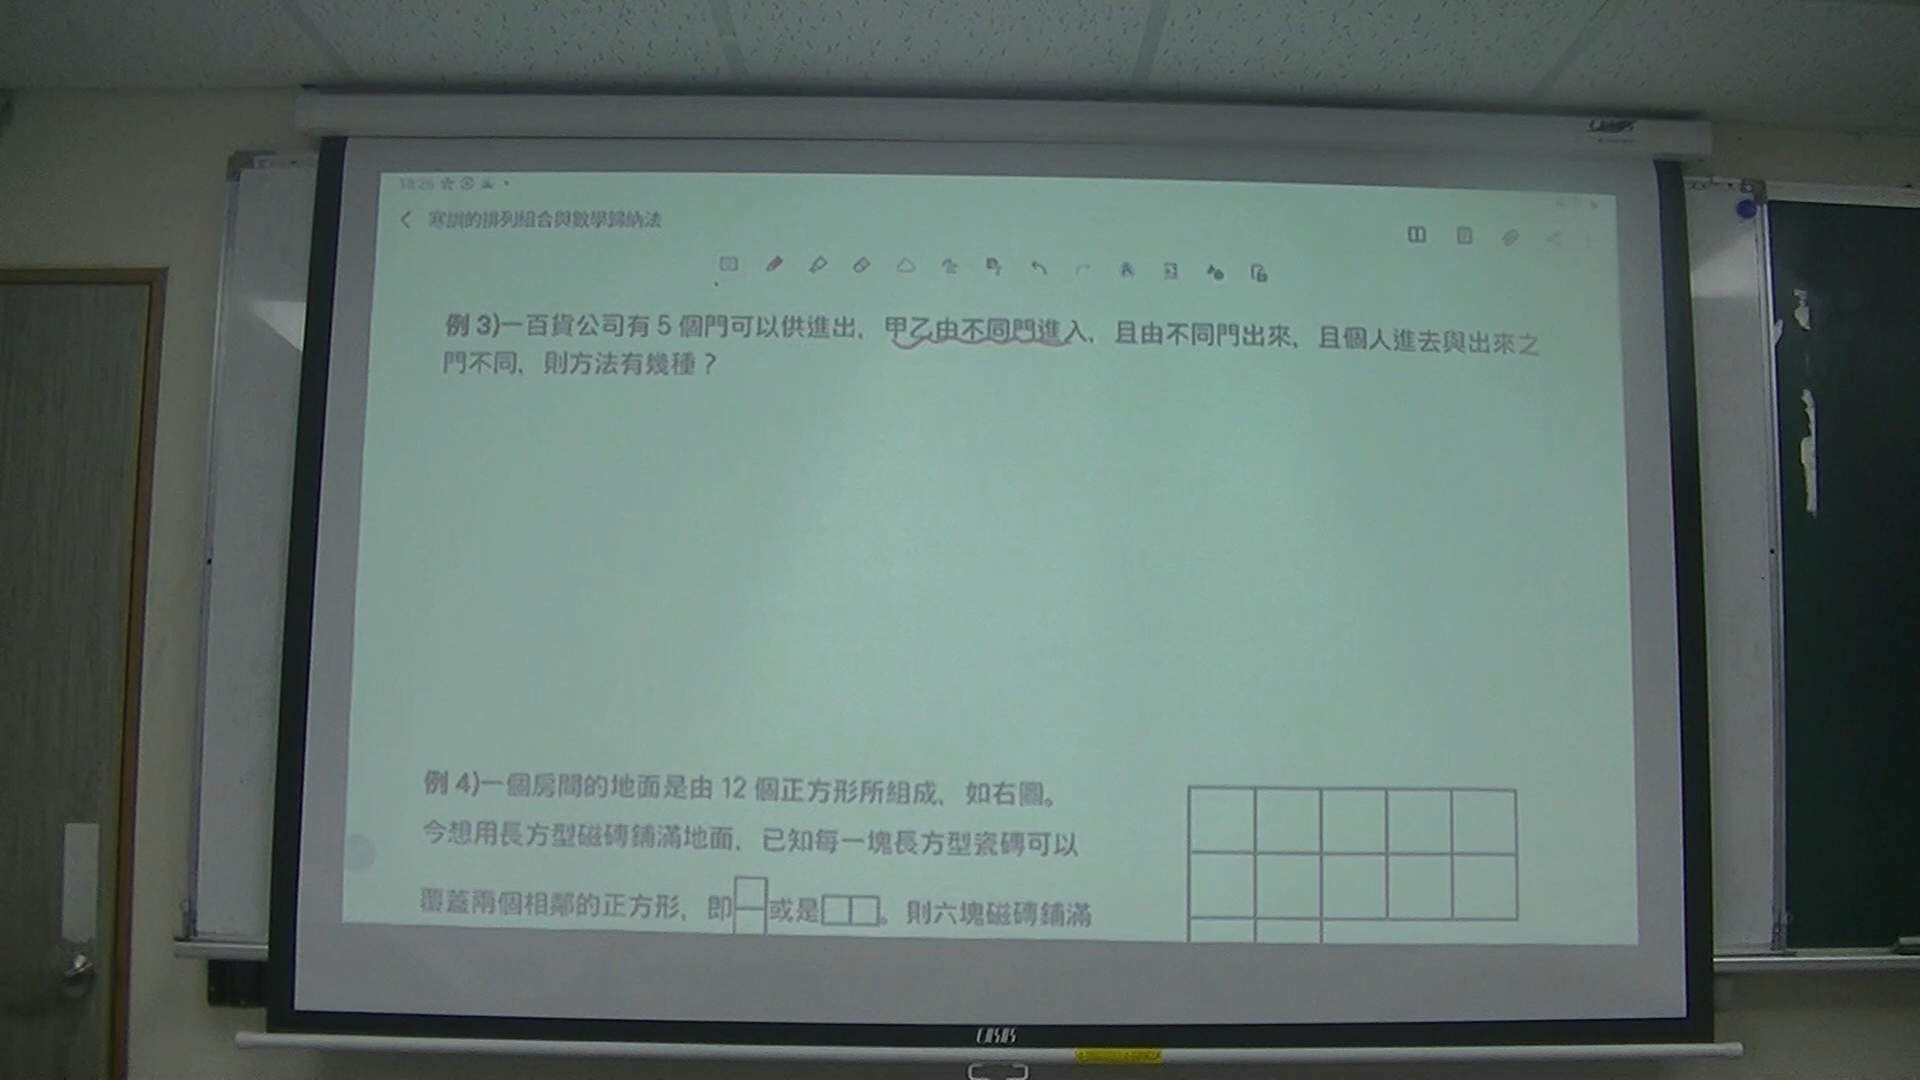 18:26
寒訓的排列組合與數學歸納法
例 3)一百貨公司有 5 個門可以供進出，甲乙由不同門進入，且由不同門出來，且個人進去與出來之
門不同，則方法有幾種？
例 4)一個房間的地面是由 12 個正方形所組成，如右圖。
今想用長方型磁磚鋪滿地面，已知每一塊長方型瓷磚可以
覆蓋兩個相鄰的正方形，即 或是 。則六塊磁磚鋪滿